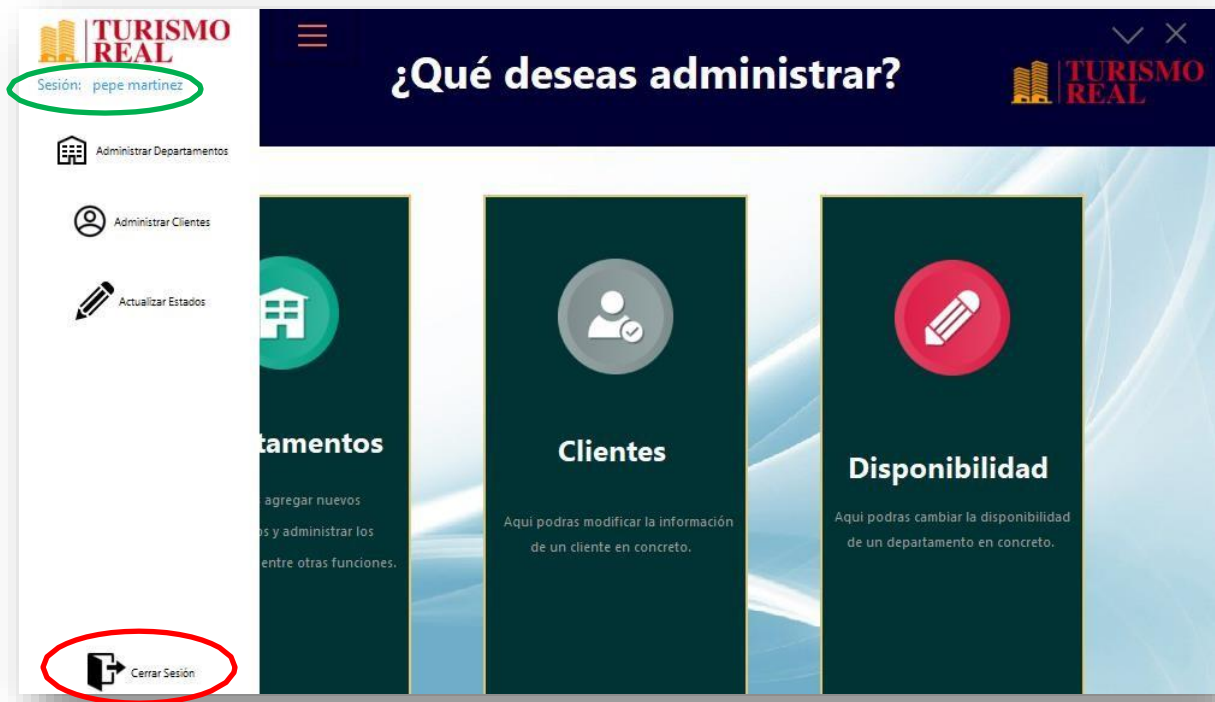 TURISMO
REAL
Sesión: pepe martinez
Administrar Departamentos
Administrar Clientes
Actualizar Estados
Cerrar Sesión
¿Qué deseas administrar?
TURISMO
REAL
tamentos
agregar nuevos
os y administrar los
entre otras funciones.
Clientes
Aqui podras modificar la información
de un cliente en concreto.
Disponibilidad
Aqui podras cambiar la disponibilidad
de un departamento en concreto.